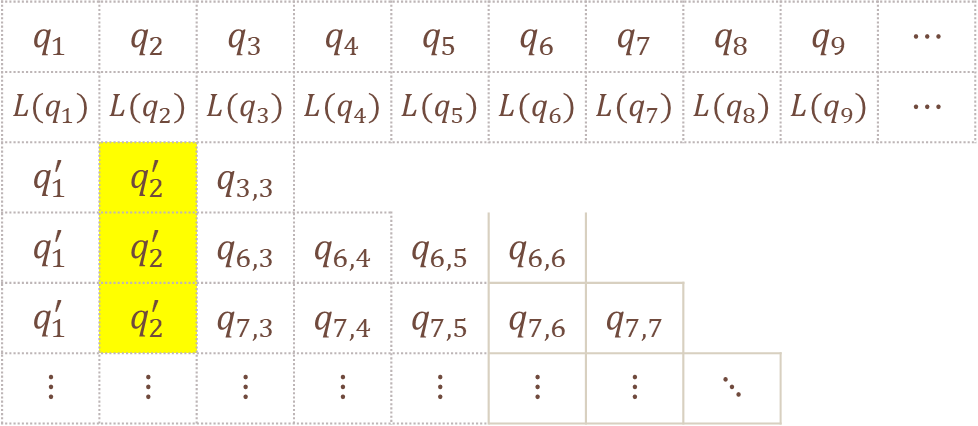 q₁ q₂ q₃ q₄ q₅ q₆ q₇ q₈ q₉ ⋯
L(q₁) L(q₂) L(q₃) L(q₄) L(q₅) L(q₆) L(q₇) L(q₈) L(q₉) ⋯
q′₁ q′₂ q₃,₃
q′₁ q′₂ q₆,₃ q₆,₄ q₆,₅ q₆,₆
q′₁ q′₂ q₇,₃ q₇,₄ q₇,₅ q₇,₆ q₇,₇
⋮ ⋮ ⋮ ⋮ ⋮ ⋮ ⋮ ⋱